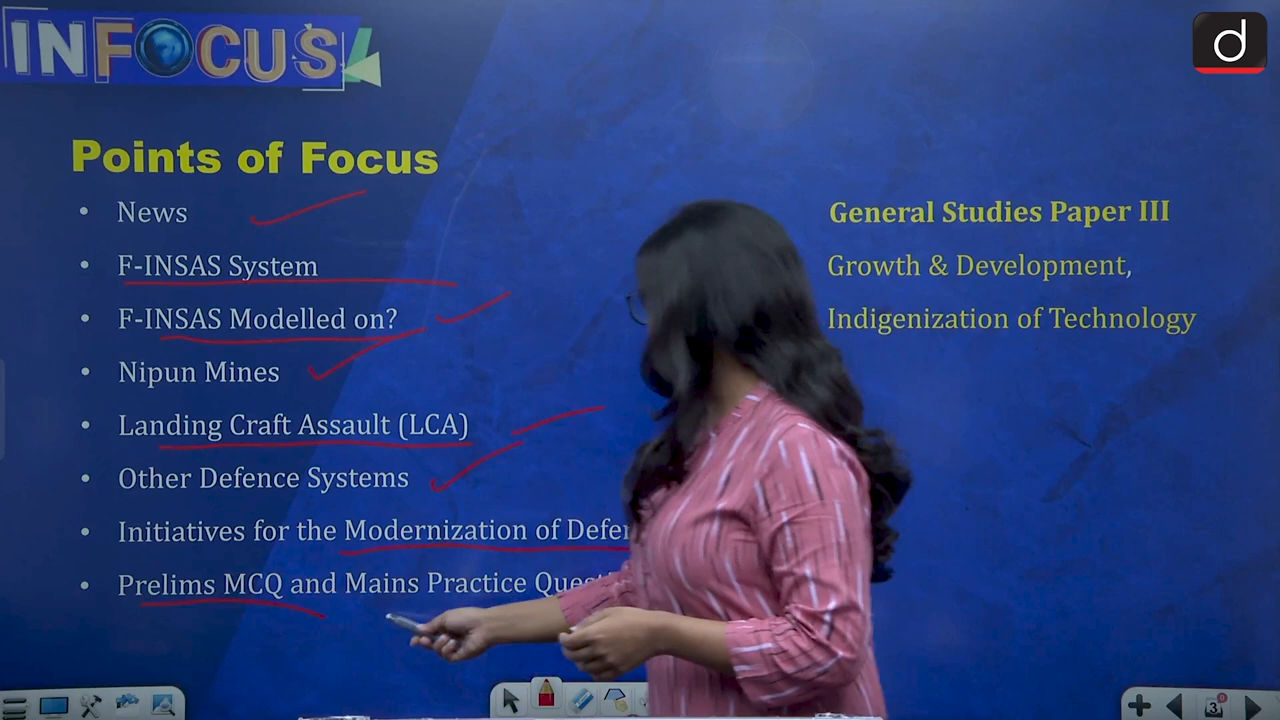 INFOCUS
d
Points of Focus
• News
• F-INSAS System
• F-INSAS Modelled on?
• Nipun Mines
• Landing Craft Assault (LCA)
• Other Defence Systems
• Initiatives for the Modernization of
• Prelims MCQ and Mains Practice
General Studies Paper III
Growth & Development,
Indigenization of Technology
3